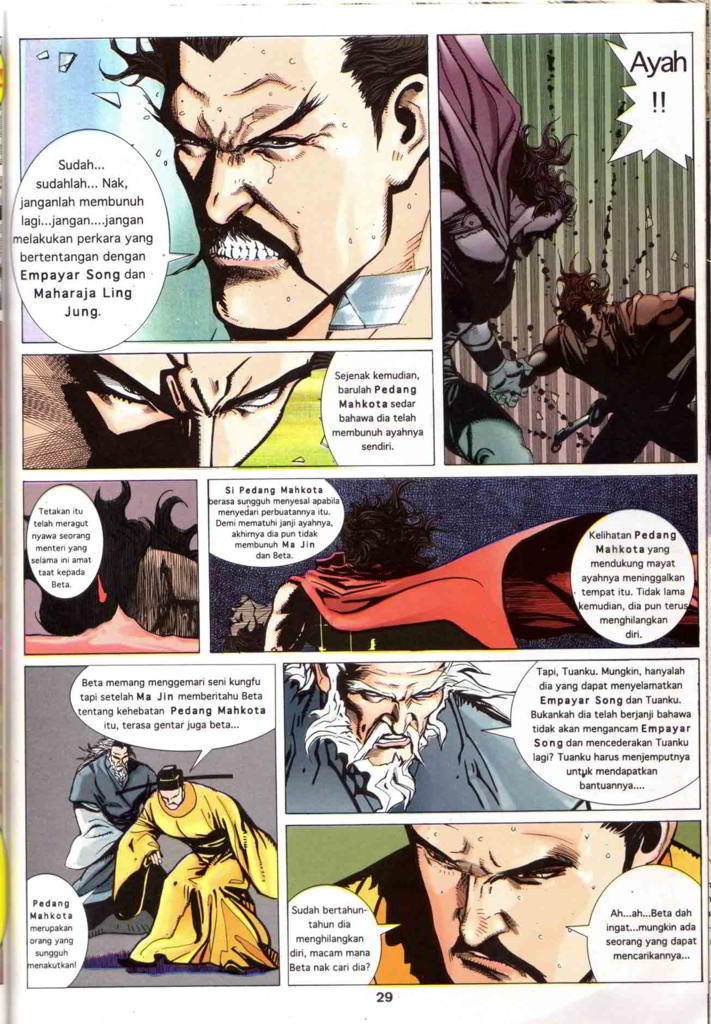 Sudah...
sudahlah... Nak,
janganlah membunuh
lagi...jangan....jangan
melakukan perkara yang
bertentangan dengan
Empayar Song dan
Maharaja Ling
Jung.
Ayah
!!
Sejenak kemudian,
barulah Pedang
Mahkota sedar
bahawa dia telah
membunuh ayahnya
sendiri.
Tetakan itu
telah meragut
nyawa seorang
menteri yang
selama ini amat
taat kepada
Beta.
Si Pedang Mahkota
berasa sungguh menyesal apabila
menyedari perbuatannya itu.
Demi mematuhi janji ayahnya,
akhirnya dia pun tidak
membunuh Ma Jin
dan Beta.
Kelihatan Pedang
Mahkota yang
mendukung mayat
ayahnya meninggalkan
tempat itu. Tidak lama
kemudian, dia pun terus
menghilangkan
diri.
Beta memang menggemari seni kungfu
tapi setelah Ma Jin memberitahu Beta
tentang kehebatan Pedang Mahkota
itu, terasa gentar juga beta...
Pedang
Mahkota
merupakan
orang yang
sungguh
menakutkan!
Tapi, Tuanku. Mungkin, hanyalah
dia yang dapat menyelamatkan
Empayar Song dan Tuanku.
Bukankah dia telah berjanji bahawa
tidak akan mengancam Empayar
Song dan mencederakan Tuanku
lagi? Tuanku harus menjemputnya
untuk mendapatkan
bantuannya....
Sudah bertahun-
tahun dia
menghilangkan
diri, macam mana
Beta nak cari dia?
Ah...ah...Beta dah
ingat...mungkin ada
seorang yang dapat
mencarikannya...
29